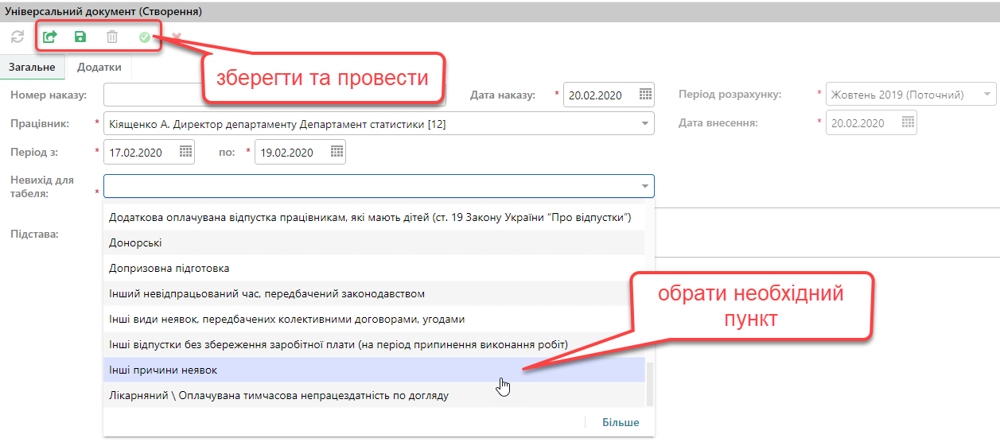 Універсальний документ (Створення)
зберегти та провести
Загальне
Додатки
Номер наказу:
Дата наказу: * 20.02.2020
Період розрахунку: * Жовтень 2019 (Поточний)
Працівник: * Кіященко А. Директор департаменту Департамент статистики [12]
Дата внесення: * 20.02.2020
Період з: * 17.02.2020
по: * 19.02.2020
Невихід для
табеля: *
Підстава:
Додаткова оплачувана відпустка працівникам, які мають дітей (ст. 19 Закону України “Про відпустки”)
Донорські
Допризовна підготовка
Інший невідпрацьований час, передбачений законодавством
Інші види неявок, передбачених колективними договорами, угодами
Інші відпустки без збереження заробітної плати (на період припинення виконання робіт)
Інші причини неявок
Лікарняний \ Оплачувана тимчасова непрацездатність по догляду
Більше
обрати необхідний
пункт